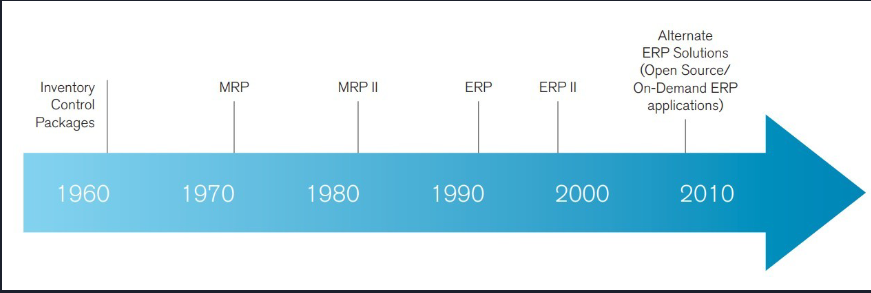 Inventory
Control
Packages
MRP
MRP II
ERP
ERP II
Alternate
ERP Solutions
(Open Source/
On-Demand ERP
applications)
1960
1970
1980
1990
2000
2010